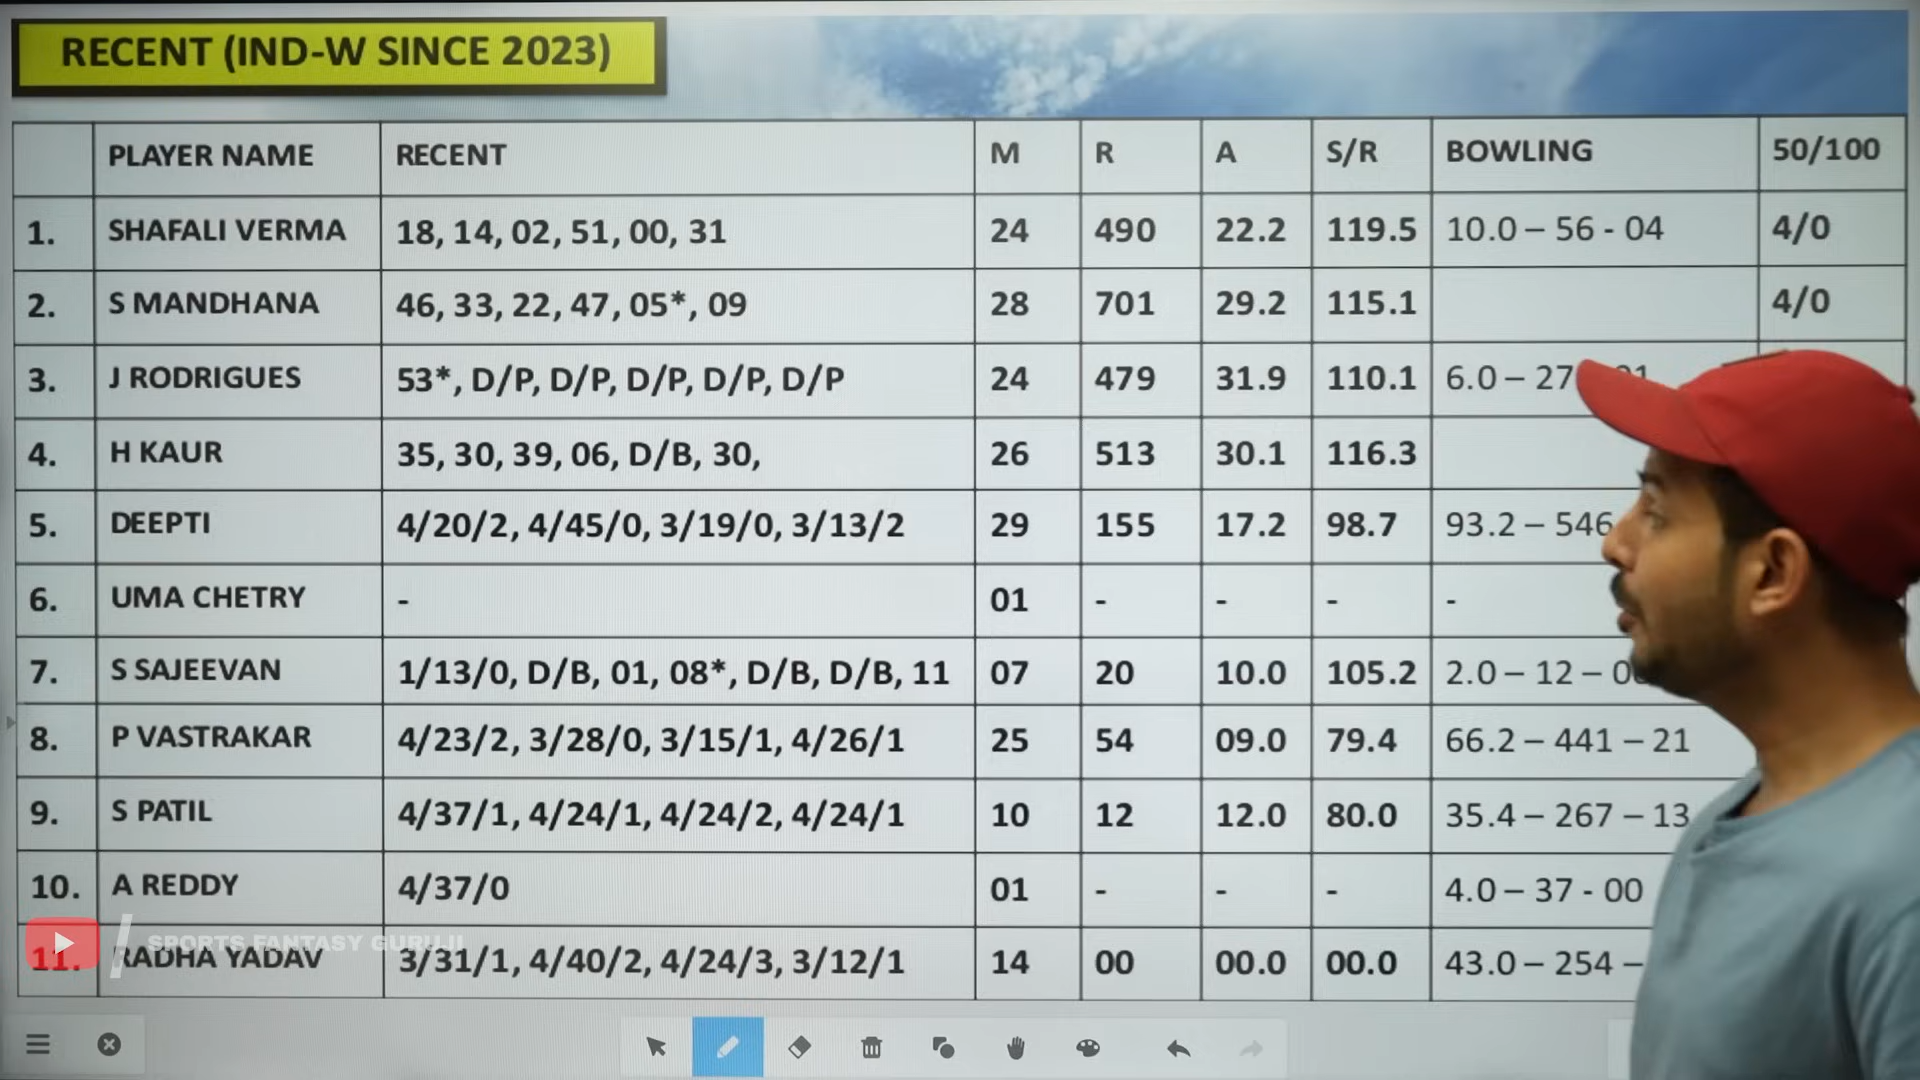 RECENT (IND-W SINCE 2023)
PLAYER NAME RECENT M R A S/R BOWLING 50/100
1. SHAFALI VERMA 18, 14, 02, 51, 00, 31 24 490 22.2 119.5 10.0 – 56 - 04 4/0
2. S MANDHANA 46, 33, 22, 47, 05*, 09 28 701 29.2 115.1 4/0
3. J RODRIGUES 53*, D/P, D/P, D/P, D/P, D/P 24 479 31.9 110.1 6.0 – 27
4. H KAUR 35, 30, 39, 06, D/B, 30, 26 513 30.1 116.3
5. DEEPTI 4/20/2, 4/45/0, 3/19/0, 3/13/2 29 155 17.2 98.7 93.2 – 546
6. UMA CHETRY - 01 - - - -
7. S SAJEEVAN 1/13/0, D/B, 01, 08*, D/B, D/B, 11 07 20 10.0 105.2 2.0 – 12 –
8. P VASTRAKAR 4/23/2, 3/28/0, 3/15/1, 4/26/1 25 54 09.0 79.4 66.2 – 441 – 21
9. S PATIL 4/37/1, 4/24/1, 4/24/2, 4/24/1 10 12 12.0 80.0 35.4 – 267 – 13
10. A REDDY 4/37/0 01 - - - 4.0 – 37 - 00
SPORTS FANTASY GURUJI
11. RADHA YADAV 3/31/1, 4/40/2, 4/24/3, 3/12/1 14 00 00.0 00.0 43.0 – 254 –